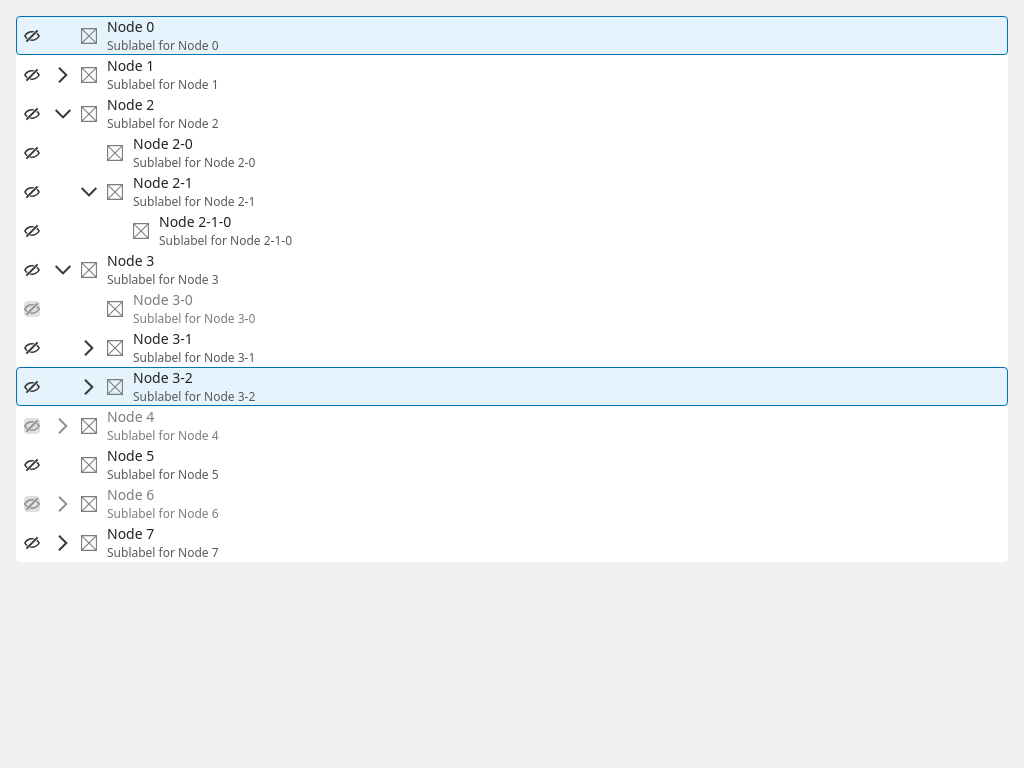 Node 0
Sublabel for Node 0
Node 1
Sublabel for Node 1
Node 2
Sublabel for Node 2
Node 2-0
Sublabel for Node 2-0
Node 2-1
Sublabel for Node 2-1
Node 2-1-0
Sublabel for Node 2-1-0
Node 3
Sublabel for Node 3
Node 3-0
Sublabel for Node 3-0
Node 3-1
Sublabel for Node 3-1
Node 3-2
Sublabel for Node 3-2
Node 4
Sublabel for Node 4
Node 5
Sublabel for Node 5
Node 6
Sublabel for Node 6
Node 7
Sublabel for Node 7